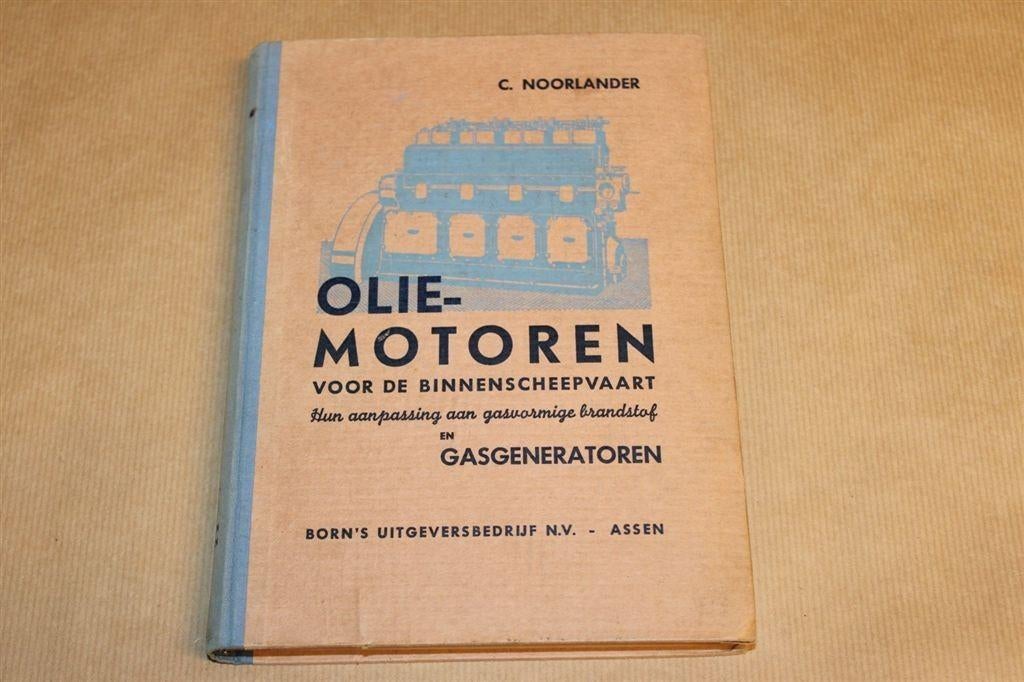 C. NOORLANDER
OLIE-
MOTOREN
VOOR DE BINNENSCHEEPVAART
Hun aanpassing aan gasvormige brandstof
EN
GASGENERATOREN
BORN'S UITGEVERSBEDRIJF N.V. - ASSEN